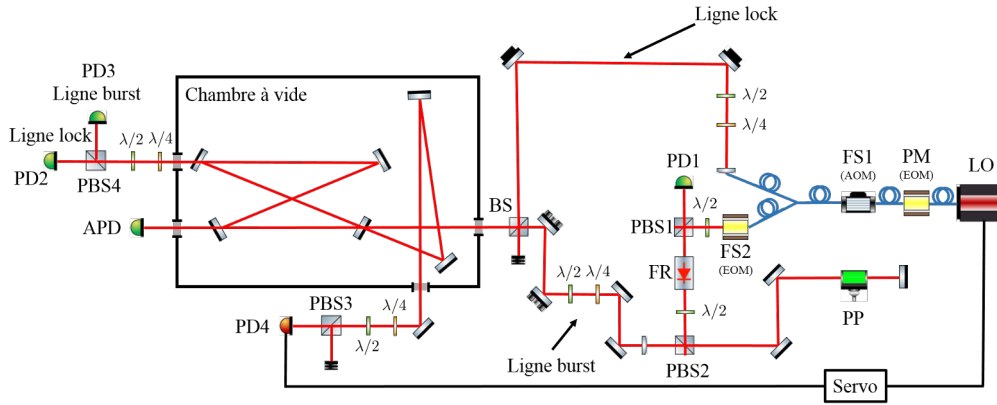 Ligne lock
PD3
Ligne burst
Chambre à vide
λ/2
λ/4
Ligne lock
λ/2
λ/4
PD2
PBS4
PD1
FS1
(AOM)
PM
(EOM)
LO
λ/2
APD
BS
PBS1
FS2
(EOM)
FR
λ/2
λ/4
λ/2
PBS3
λ/4
PD4
λ/2
PP
Ligne burst
PBS2
Servo